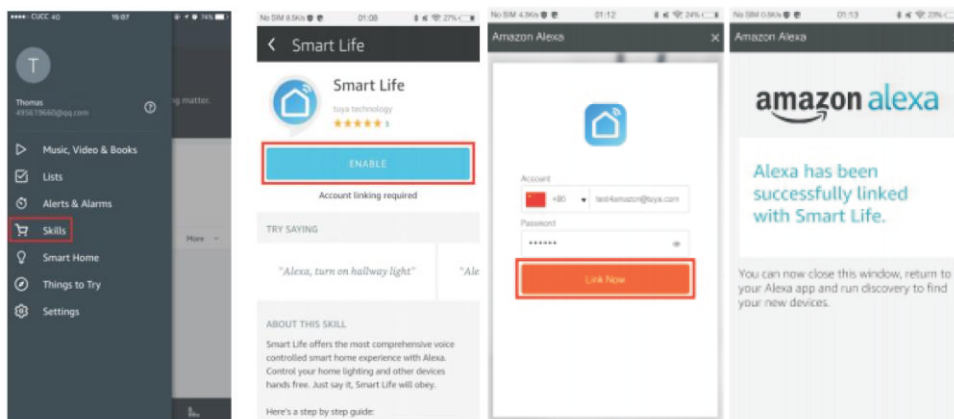 CUCC 4G 15:07 74%
T
Thomas
495619660@qq.com
ng matter.
Music, Video & Books
Lists
Alerts & Alarms
Skills
More
Smart Home
Things to Try
Settings
No SIM 01:08 27%
Smart Life
Smart Life
tuya technology
ENABLE
Account linking required
TRY SAYING
"Alexa, turn on hallway light"
"Ale
ABOUT THIS SKILL
Smart Life offers the most comprehensive voice
controlled smart home experience with Alexa.
Control your home lighting and other devices
hands free. Just say it, Smart Life will obey.
Here's a step by step guide:
No SIM 01:12 24%
Amazon Alexa
Account
+86 test4amazon@tuya.com
Password
Link Now
No SIM 01:13 23%
Amazon Alexa
amazon alexa
Alexa has been
successfully linked
with Smart Life.
You can now close this window, return to
your Alexa app and run discovery to find
your new devices.